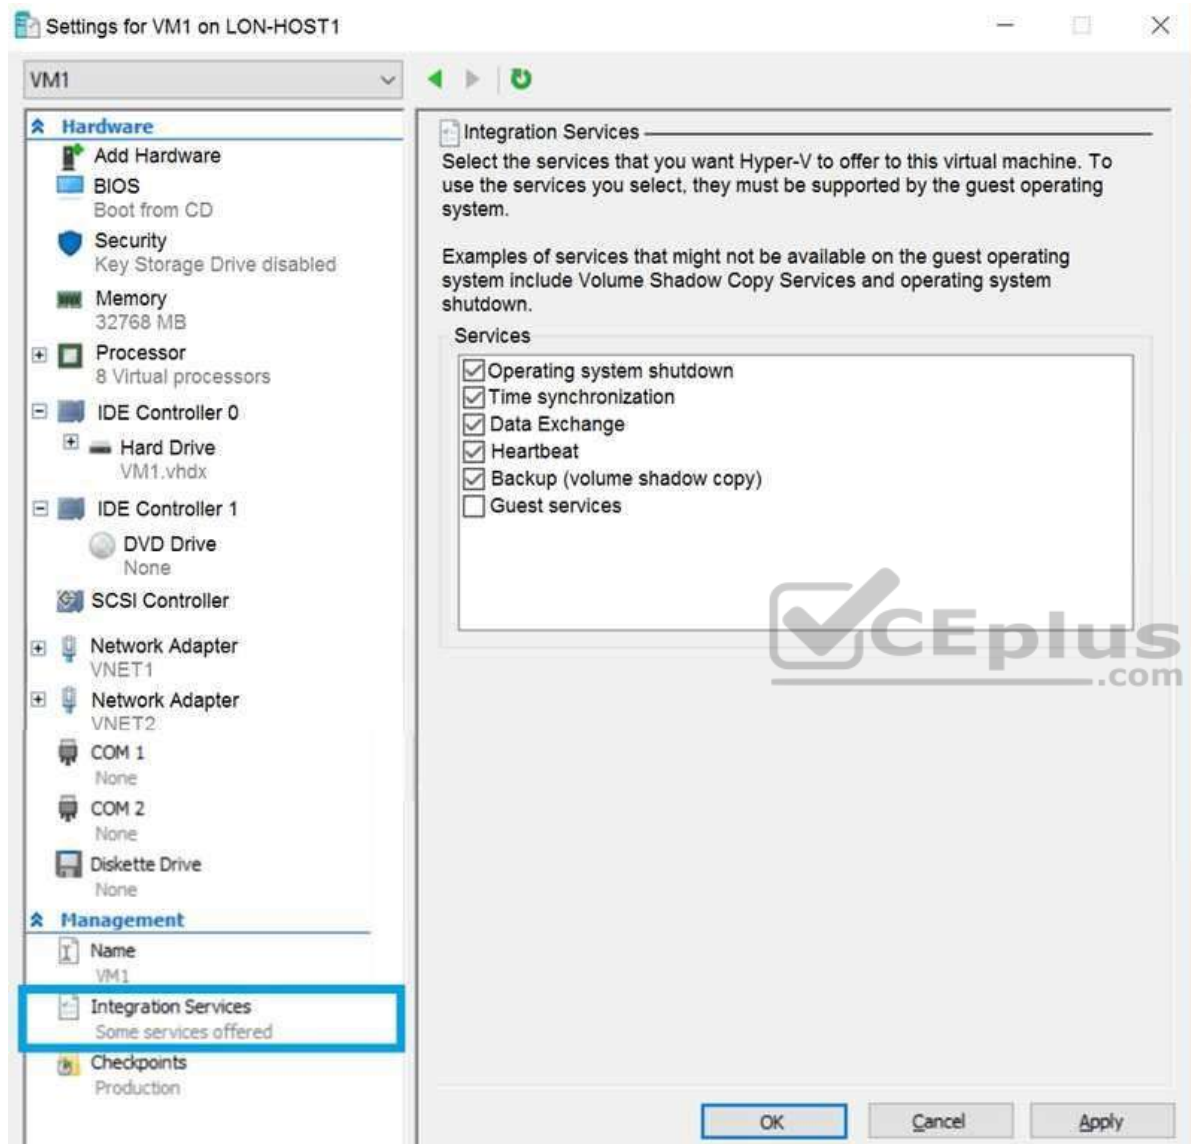 Settings for VM1 on LON-HOST1
VM1
Hardware
Add Hardware
BIOS
Boot from CD
Security
Key Storage Drive disabled
Memory
32768 MB
Processor
8 Virtual processors
IDE Controller 0
Hard Drive
VM1.vhdx
IDE Controller 1
DVD Drive
None
SCSI Controller
Network Adapter
VNET1
Network Adapter
VNET2
COM 1
None
COM 2
None
Diskette Drive
None
Management
Name
VM1
Integration Services
Some services offered
Checkpoints
Production
Integration Services
Select the services that you want Hyper-V to offer to this virtual machine. To
use the services you select, they must be supported by the guest operating
system.
Examples of services that might not be available on the guest operating
system include Volume Shadow Copy Services and operating system
shutdown.
Services
Operating system shutdown
Time synchronization
Data Exchange
Heartbeat
Backup (volume shadow copy)
Guest services
CEplus
.com
OK
Cancel
Apply